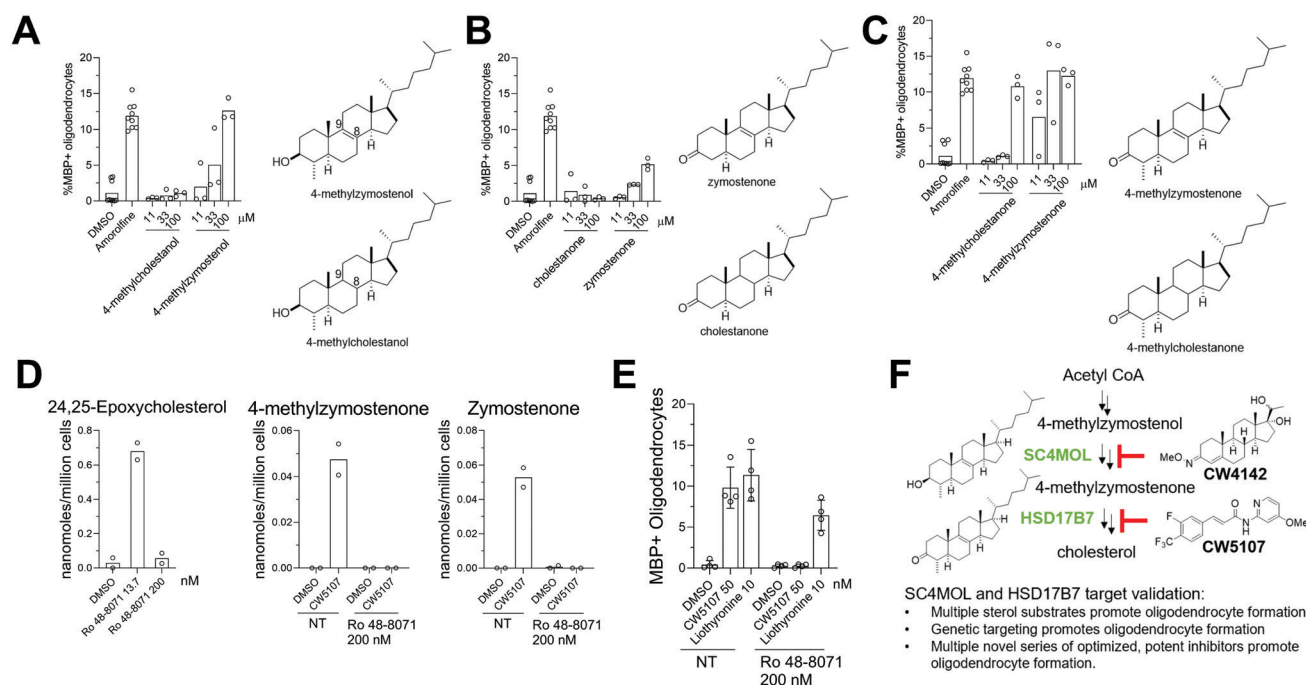 A
%MBP+ oligodendrocytes
20
15
10
5
0
DMSO
Amorolfine
11
33
100
11
33
100
μM
4-methylcholestanol
4-methylzymostenol
9
8
HO
H
4-methylzymostenol
9
8
HO
H
4-methylcholestanol
B
%MBP+ oligodendrocytes
20
15
10
5
0
DMSO
Amorolfine
11
33
100
11
33
100
μM
cholestanone
zymostenone
O
H
H
zymostenone
O
H
cholestanone
C
%MBP+ oligodendrocytes
20
15
10
5
0
DMSO
Amorolfine
11
33
100
11
33
100
μM
4-methylcholestanone
4-methylzymostenone
O
H
H
4-methylzymostenone
O
H
4-methylcholestanone
D
24,25-Epoxycholesterol
nanomoles/million cells
0.8
0.6
0.4
0.2
0.0
DMSO
Ro 48-8071 13.7
Ro 48-8071 200
nM
4-methylzymostenone
nanomoles/million cells
0.06
0.04
0.02
0.00
DMSO
CW5107
DMSO
CW5107
NT
Ro 48-8071
200 nM
Zymostenone
nanomoles/million cells
0.08
0.06
0.04
0.02
0.00
DMSO
CW5107
DMSO
CW5107
NT
Ro 48-8071
200 nM
E
MBP+ Oligodendrocytes
20
15
10
5
0
DMSO
CW5107 50
Liothyronine 10
DMSO
CW5107 50
Liothyronine 10
nM
NT
Ro 48-8071
200 nM
F
Acetyl CoA
4-methylzymostenol
SC4MOL
4-methylzymostenone
HSD17B7
cholesterol
HO
H
O
H
HO
OH
H
H
H
MeO
N
CW4142
F
F₃C
O
N
H
N
OMe
CW5107
SC4MOL and HSD17B7 target validation:
• Multiple sterol substrates promote oligodendrocyte formation
• Genetic targeting promotes oligodendrocyte formation
• Multiple novel series of optimized, potent inhibitors promote
oligodendrocyte formation.